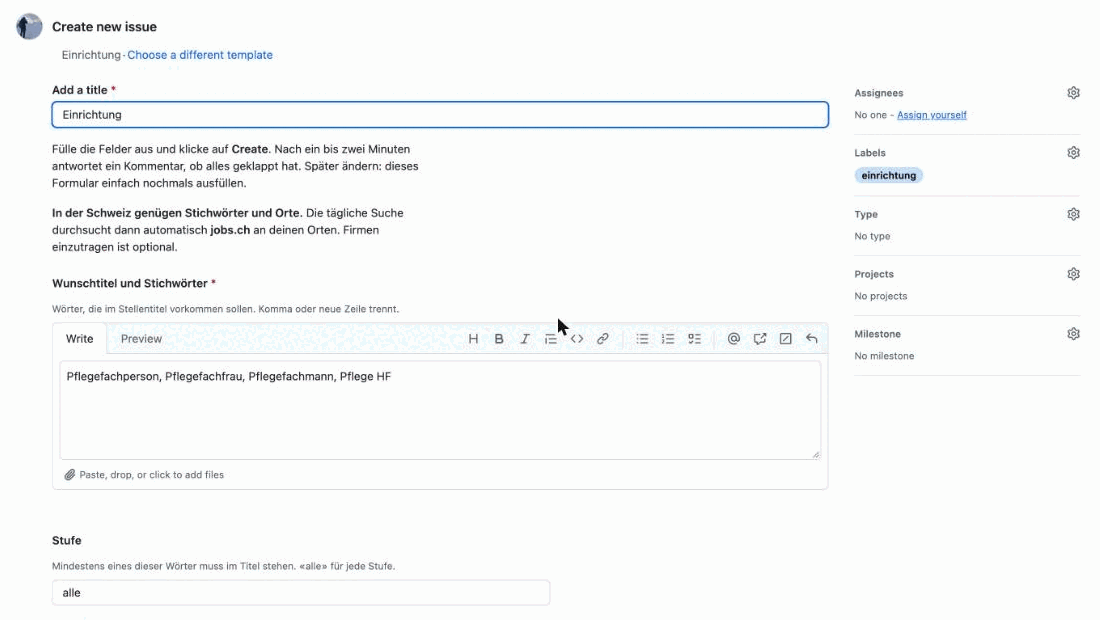 Create new issue
Einrichtung · Choose a different template
Add a title *
Einrichtung
Fülle die Felder aus und klicke auf Create. Nach ein bis zwei Minuten
antwortet ein Kommentar, ob alles geklappt hat. Später ändern: dieses
Formular einfach nochmals ausfüllen.
In der Schweiz genügen Stichwörter und Orte. Die tägliche Suche
durchsucht dann automatisch jobs.ch an deinen Orten. Firmen
einzutragen ist optional.
Wunschtitel und Stichwörter *
Wörter, die im Stellentitel vorkommen sollen. Komma oder neue Zeile trennt.
Write Preview
Pflegefachperson, Pflegefachfrau, Pflegefachmann, Pflege HF
Paste, drop, or click to add files
Stufe
Mindestens eines dieser Wörter muss im Titel stehen. «alle» für jede Stufe.
alle
Assignees
No one - Assign yourself
Labels
einrichtung
Type
No type
Projects
No projects
Milestone
No milestone